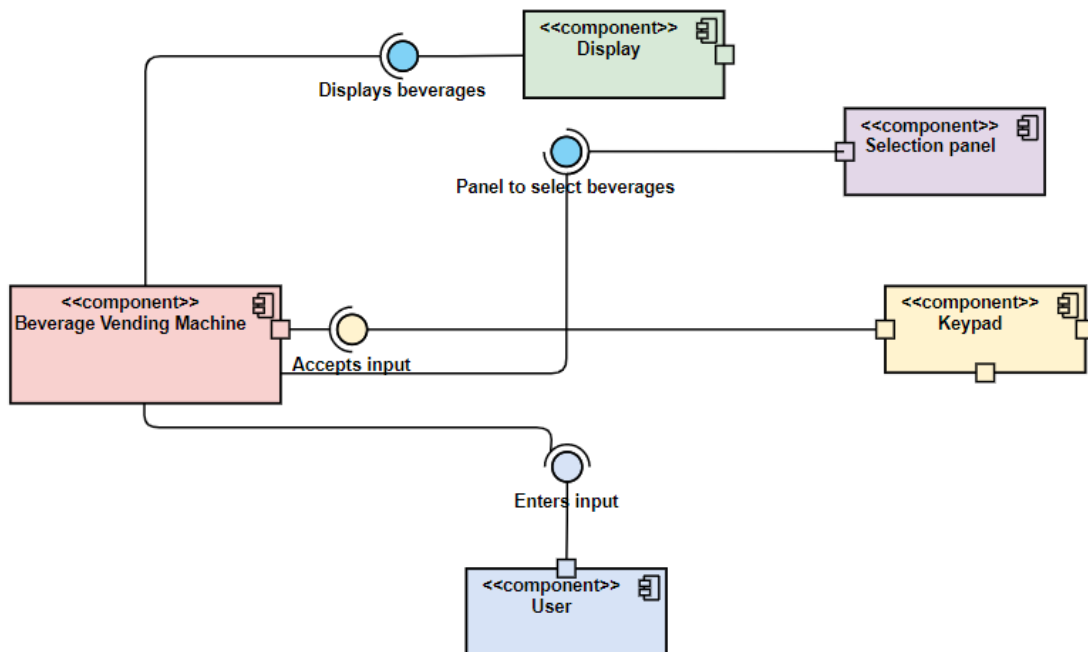 <<component>>
Display
Displays beverages
<<component>>
Selection panel
Panel to select beverages
<<component>>
Beverage Vending Machine
<<component>>
Keypad
Accepts input
Enters input
<<component>>
User